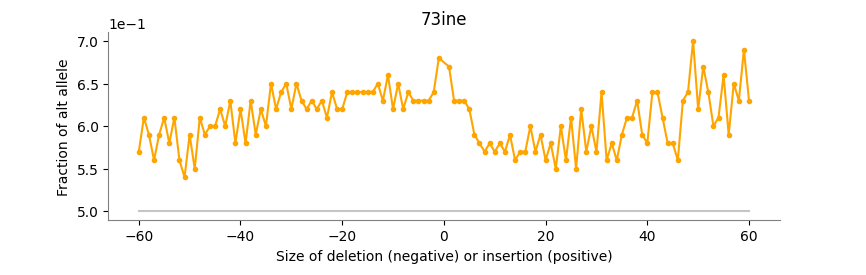 73ine
1e−1
7.0
6.5
6.0
5.5
5.0
Fraction of alt allele
−60 −40 −20 0 20 40 60
Size of deletion (negative) or insertion (positive)